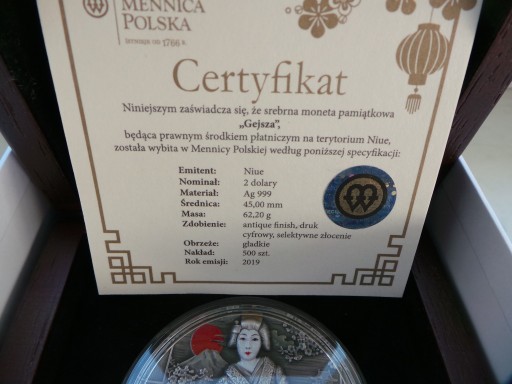 MENNICA
POLSKA
istnieje od 1766 r.
Certyfikat
Niniejszym zaświadcza się, że srebrna moneta pamiątkowa
„Gejsza”,
będąca prawnym środkiem płatniczym na terytorium Niue,
została wybita w Mennicy Polskiej według poniższej specyfikacji:
Emitent: Niue
Nominał: 2 dolary
Materiał: Ag 999
Średnica: 45,00 mm
Masa: 62,20 g
Zdobienie: antique finish, druk
cyfrowy, selektywne złocenie
Obrzeże: gładkie
Nakład: 500 szt.
Rok emisji: 2019